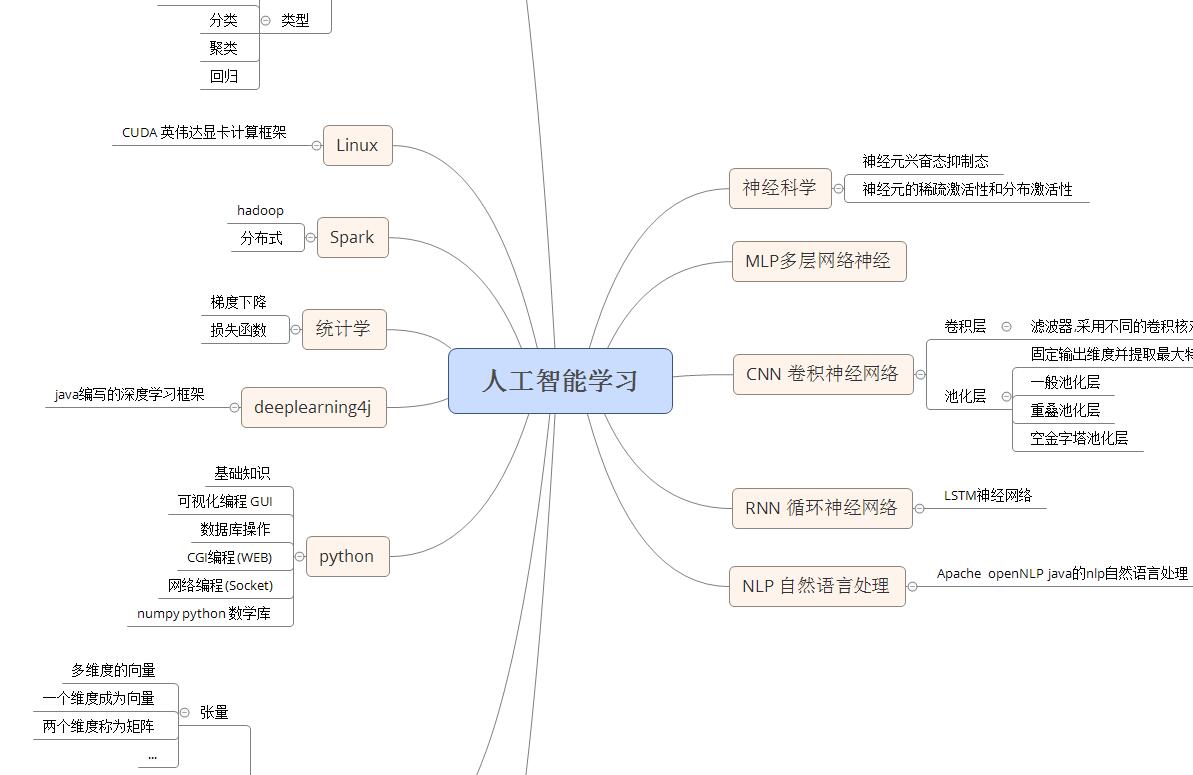 分类
类型
聚类
回归
CUDA 英伟达显卡计算框架
Linux
hadoop
分布式
Spark
梯度下降
损失函数
统计学
java编写的深度学习框架
deeplearning4j
基础知识
可视化编程 GUI
数据库操作
CGI编程(WEB)
网络编程(Socket)
numpy python 数学库
python
多维度的向量
一个维度成为向量
两个维度称为矩阵
...
张量
人工智能学习
神经科学
神经元兴奋态抑制态
神经元的稀疏激活性和分布激活性
MLP多层网络神经
CNN 卷积神经网络
卷积层
滤波器,采用不同的卷积核
池化层
固定输出维度并提取最大
一般池化层
重叠池化层
空金字塔池化层
RNN 循环神经网络
LSTM神经网络
NLP 自然语言处理
Apache openNLP java的nlp自然语言处理